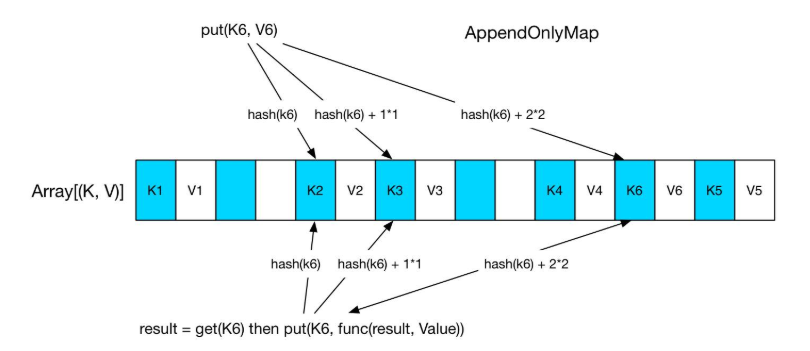 put(K6, V6)
AppendOnlyMap
hash(k6) hash(k6) + 1*1 hash(k6) + 2*2
Array[(K, V)] K1 V1 K2 V2 K3 V3 K4 V4 K6 V6 K5 V5
hash(k6) hash(k6) + 1*1 hash(k6) + 2*2
result = get(K6) then put(K6, func(result, Value))